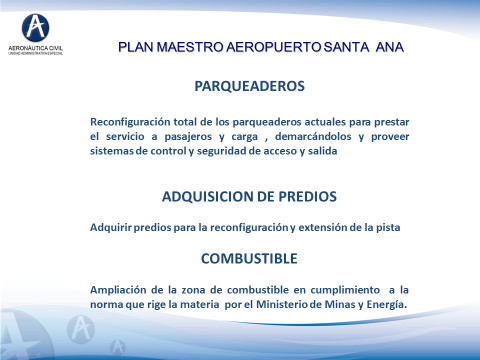 AERONÁUTICA CIVIL
UNIDAD ADMINISTRATIVA ESPECIAL
PLAN MAESTRO AEROPUERTO SANTA ANA
PARQUEADEROS
Reconfiguración total de los parqueaderos actuales para prestar
el servicio a pasajeros y carga , demarcándolos y proveer
sistemas de control y seguridad de acceso y salida
ADQUISICION DE PREDIOS
Adquirir predios para la reconfiguración y extensión de la pista
COMBUSTIBLE
Ampliación de la zona de combustible en cumplimiento a la
norma que rige la materia por el Ministerio de Minas y Energía.